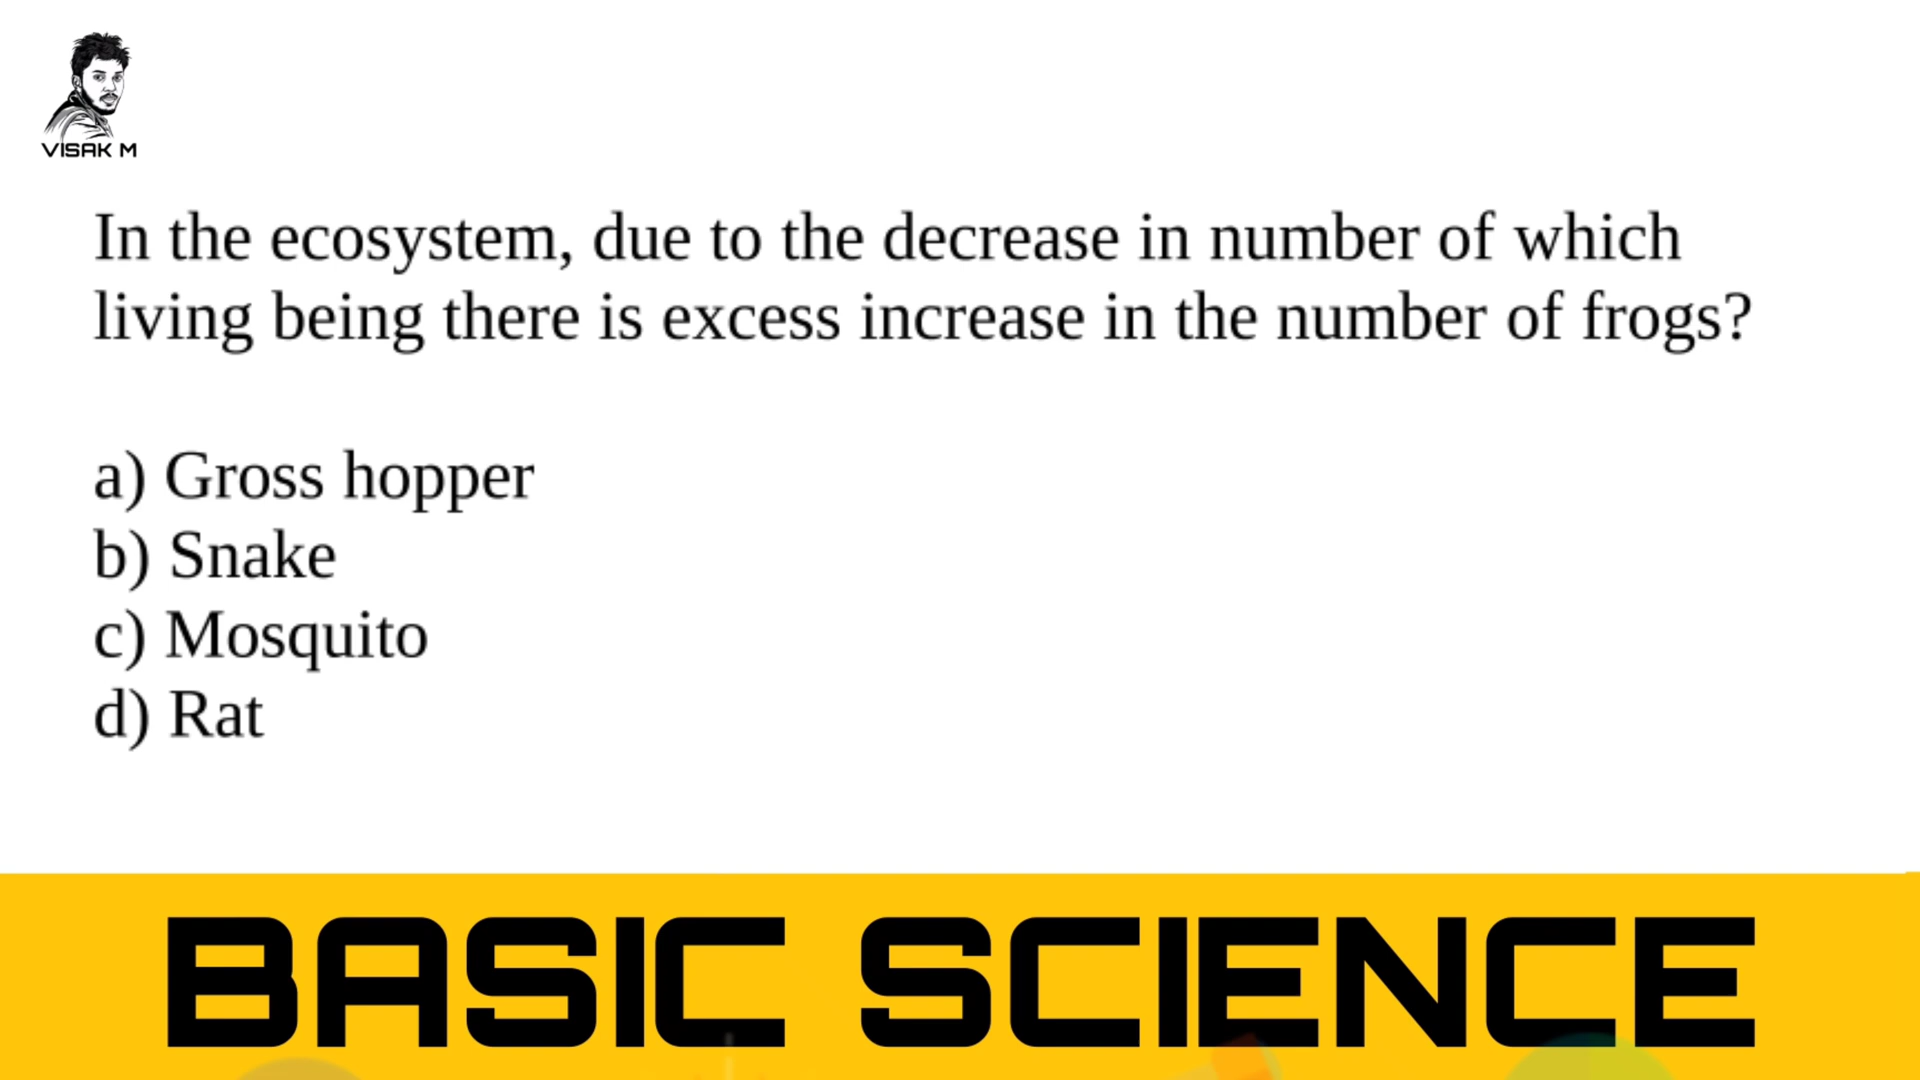 VISAK M
In the ecosystem, due to the decrease in number of which
living being there is excess increase in the number of frogs?
a) Gross hopper
b) Snake
c) Mosquito
d) Rat
BASIC SCIENCE